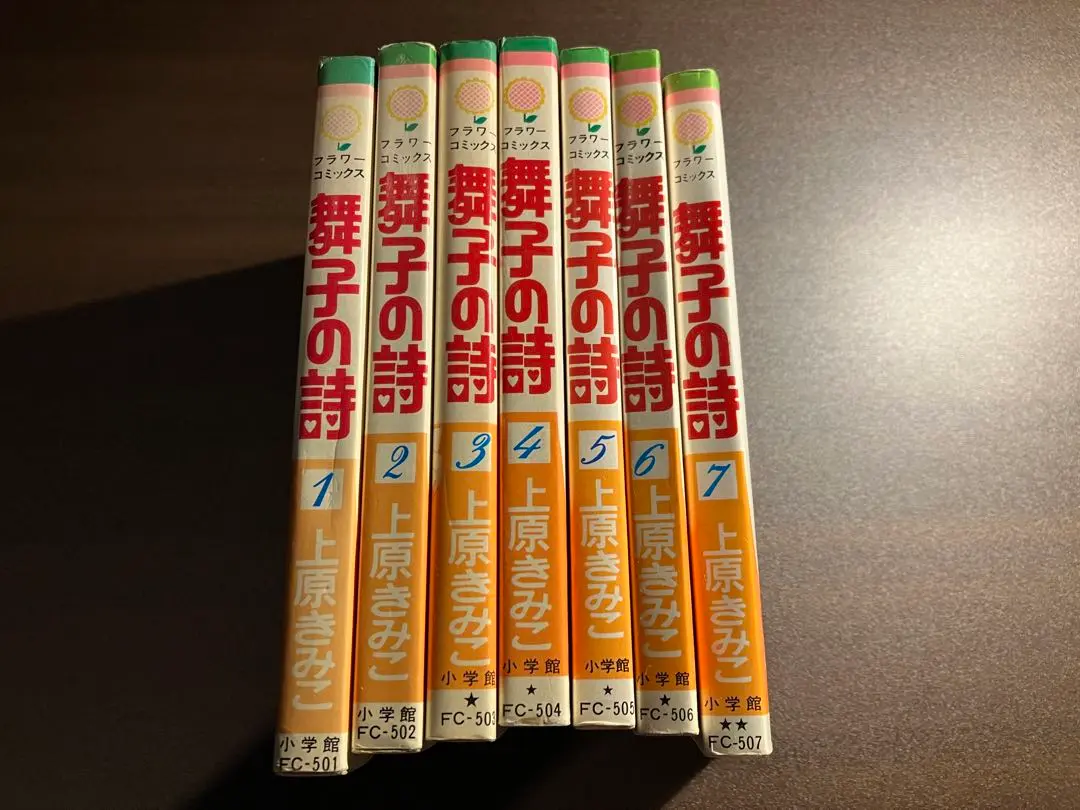 フラワー
コミックス
舞子の詩
1
上原きみこ
小学館
FC-501
フラワー
コミックス
舞子の詩
2
上原きみこ
小学館
FC-502
フラワー
コミックス
舞子の詩
3
上原きみこ
小学館
★
FC-503
フラワー
コミックス
舞子の詩
4
上原きみこ
小学館
★
FC-504
フラワー
コミックス
舞子の詩
5
上原きみこ
小学館
★
FC-505
フラワー
コミックス
舞子の詩
6
上原きみこ
小学館
★
FC-506
フラワー
コミックス
舞子の詩
7
上原きみこ
小学館
★★
FC-507